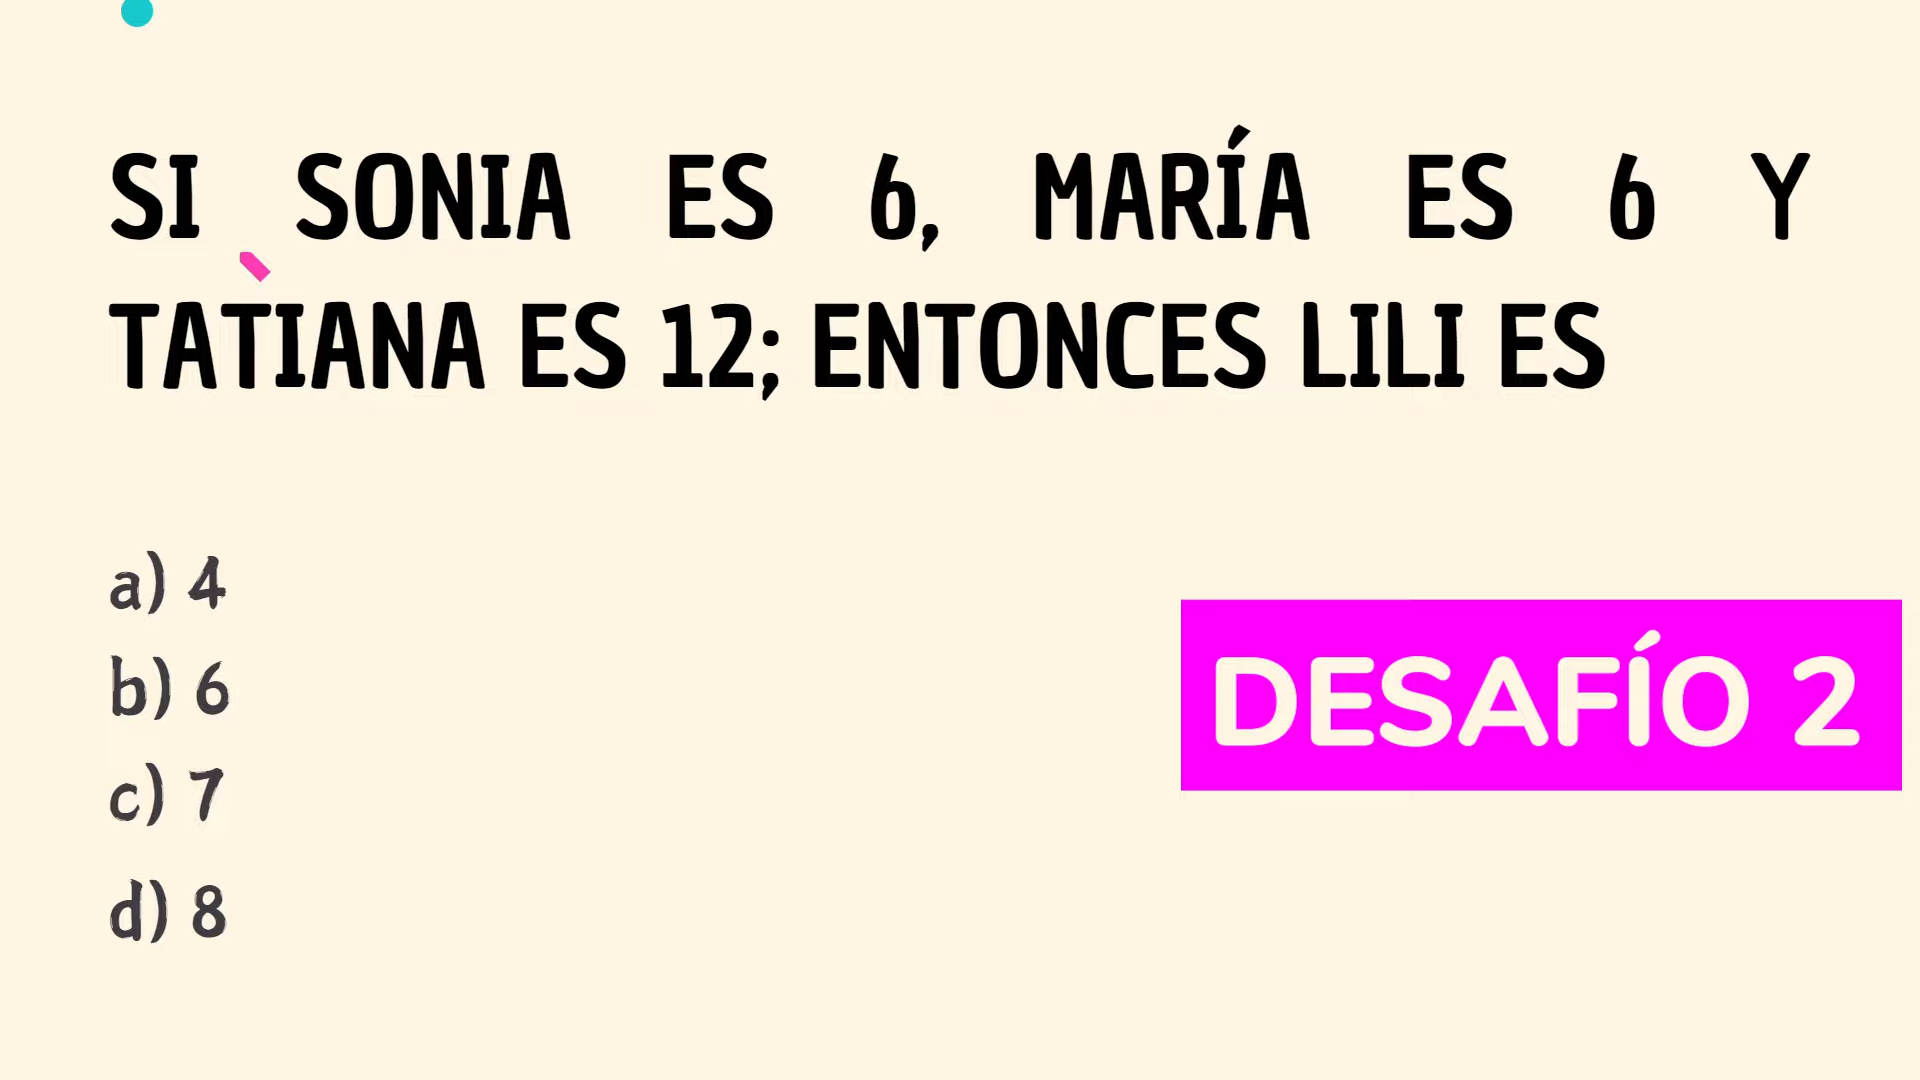 SI SONIA ES 6, MARÍA ES 6 Y
TATIANA ES 12; ENTONCES LILI ES
a) 4
b) 6
c) 7
d) 8
DESAFÍO 2